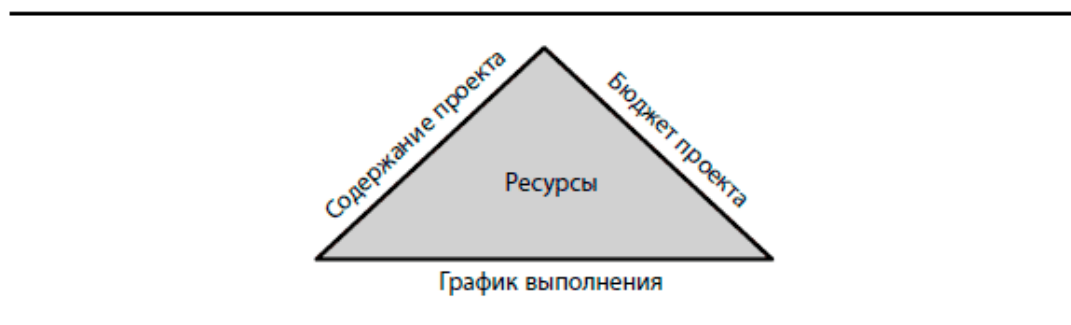 Содержание проекта
Бюджет проекта
Ресурсы
График выполнения